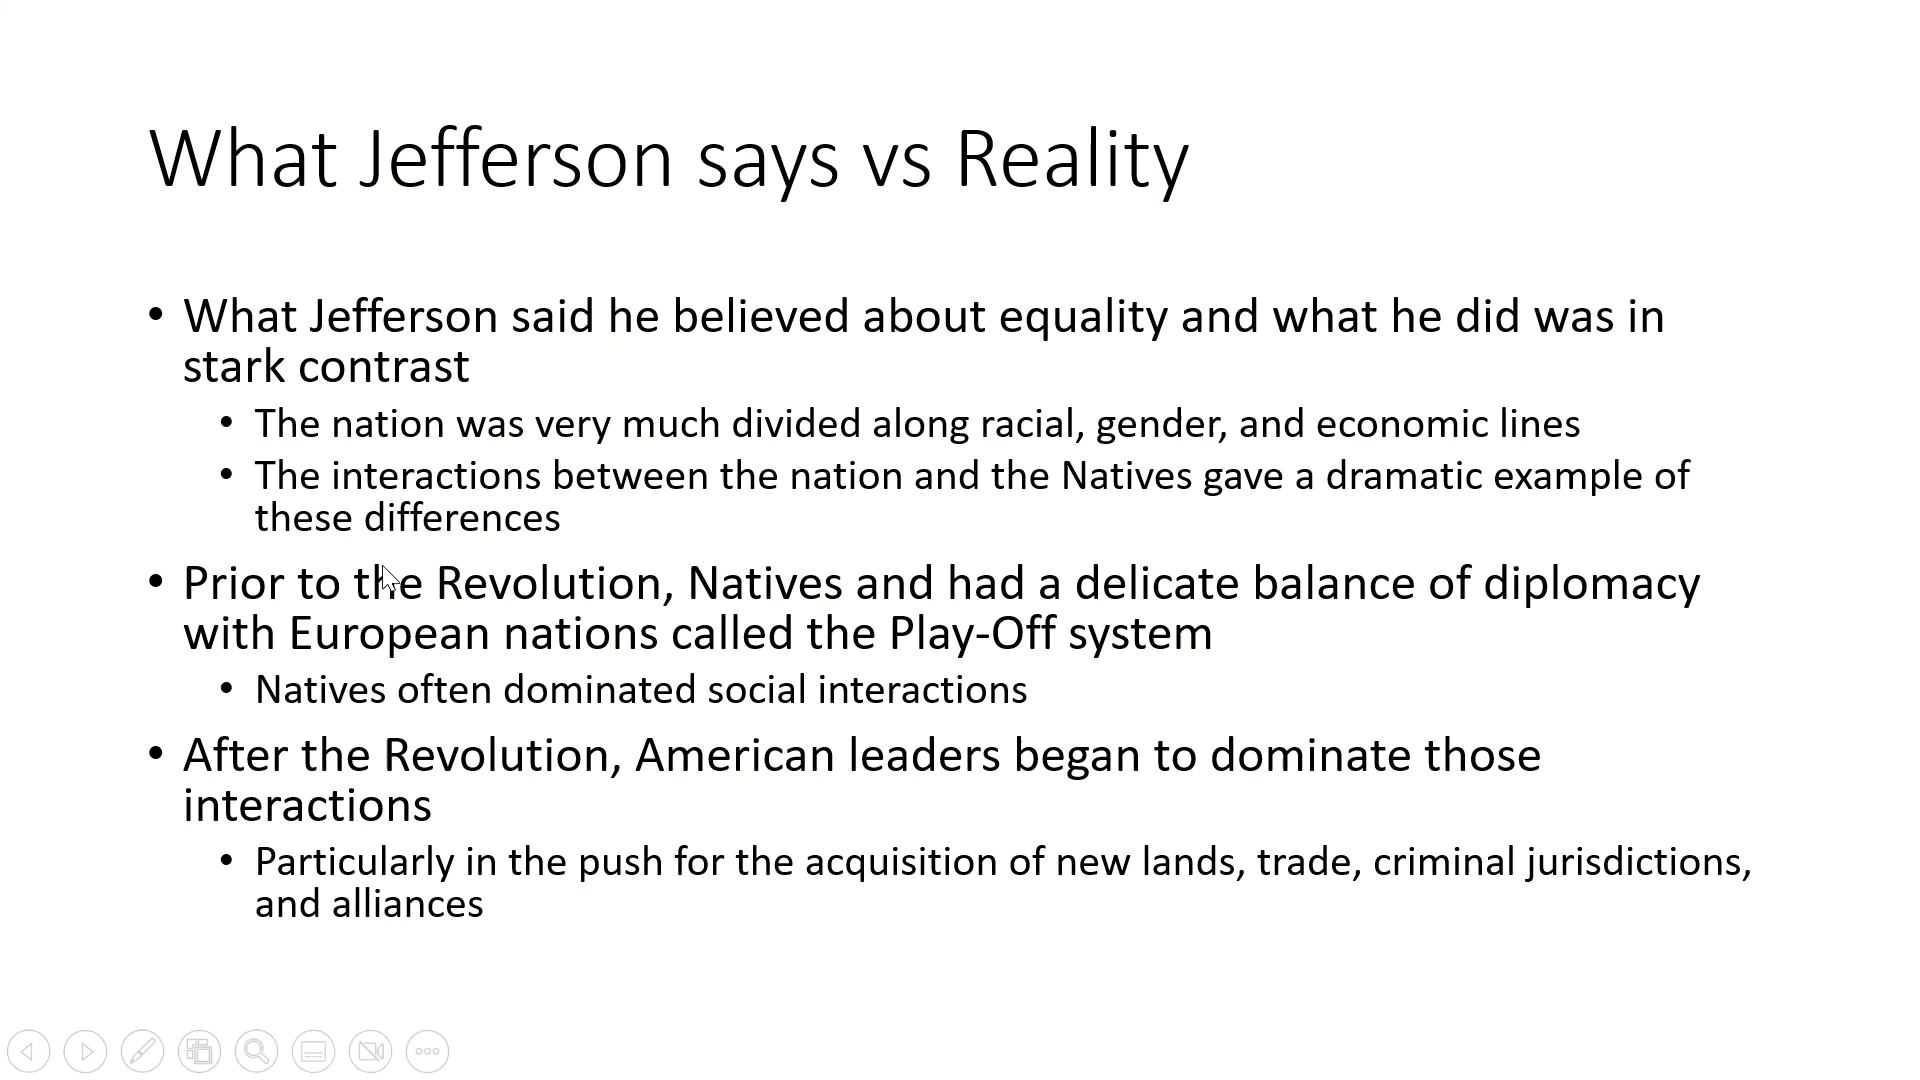 What Jefferson says vs Reality
• What Jefferson said he believed about equality and what he did was in
stark contrast
• The nation was very much divided along racial, gender, and economic lines
• The interactions between the nation and the Natives gave a dramatic example of
these differences
• Prior to the Revolution, Natives and had a delicate balance of diplomacy
with European nations called the Play-Off system
• Natives often dominated social interactions
• After the Revolution, American leaders began to dominate those
interactions
• Particularly in the push for the acquisition of new lands, trade, criminal jurisdictions,
and alliances